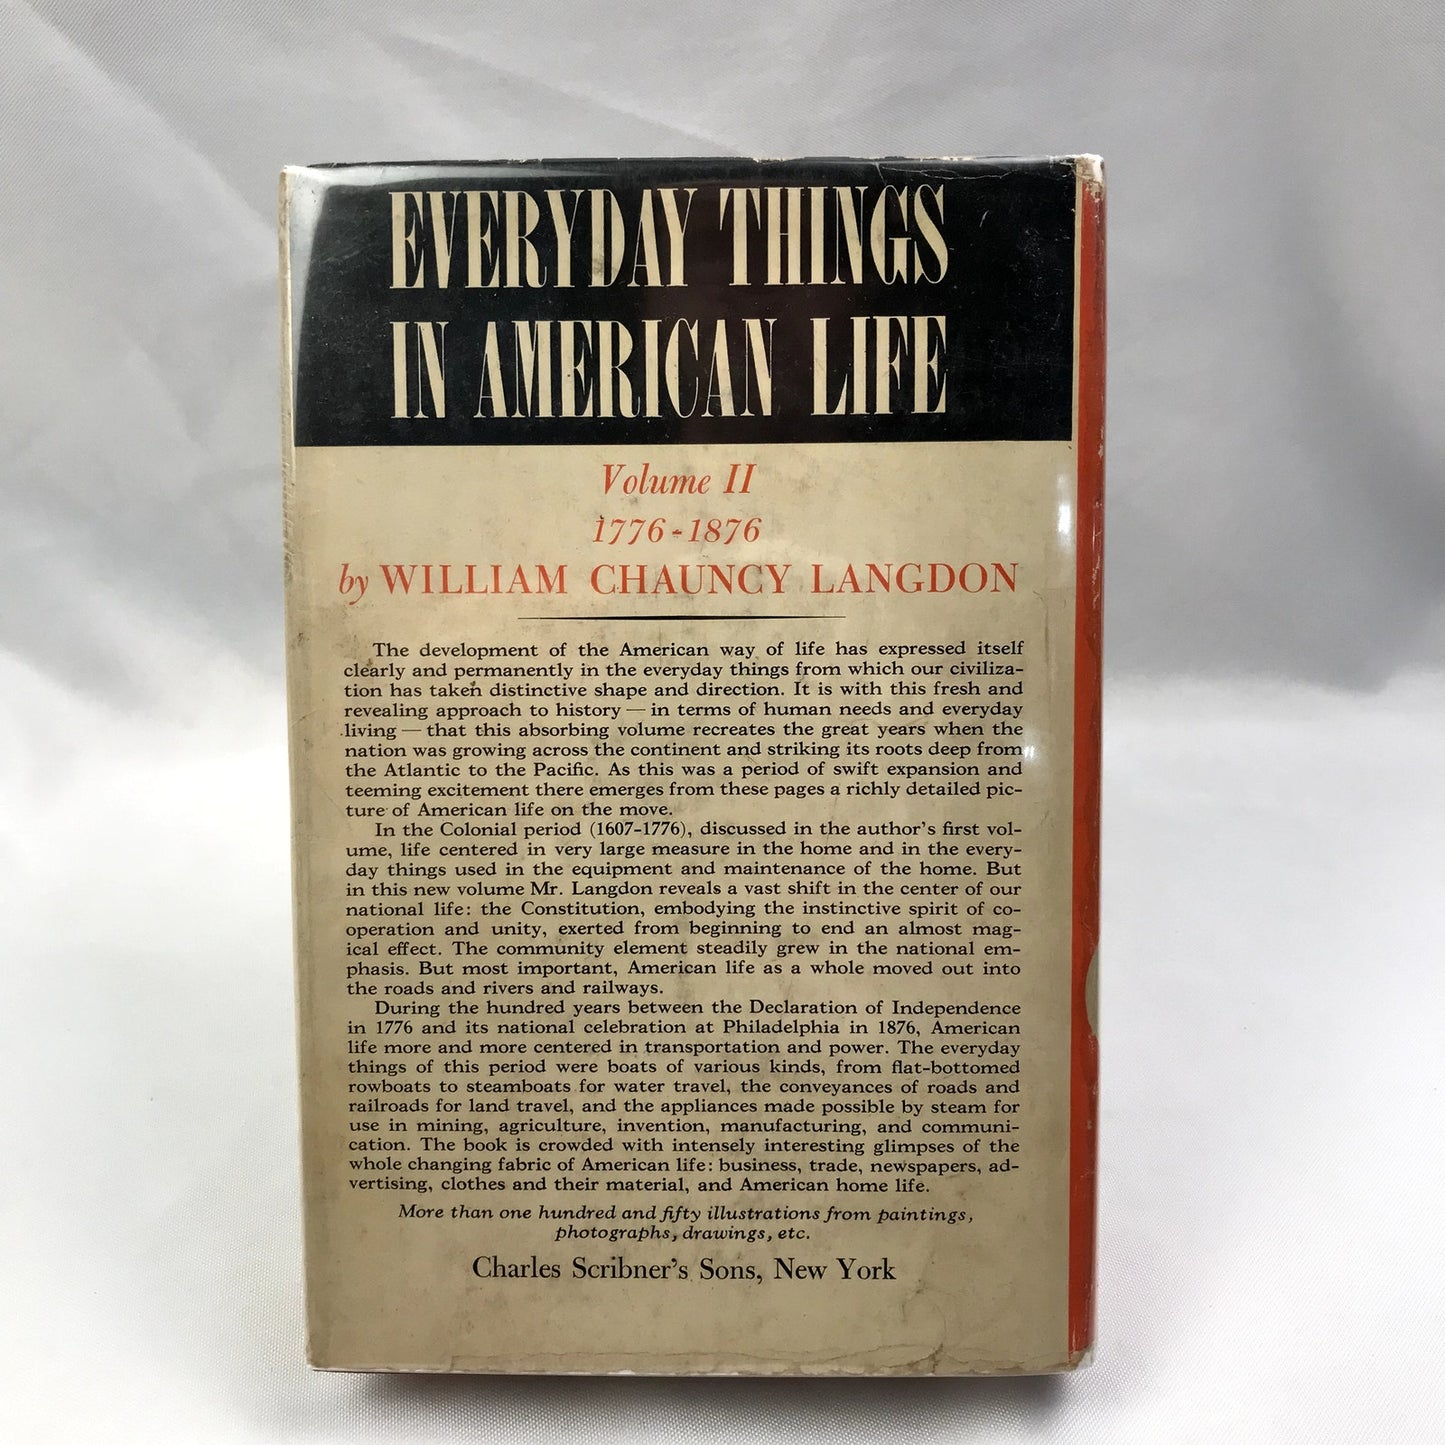 EVERYDAY THINGS
IN AMERICAN LIFE
Volume II
1776-1876
by WILLIAM CHAUNCY LANGDON
The development of the American way of life has expressed itself
clearly and permanently in the everyday things from which our civiliza-
tion has taken distinctive shape and direction. It is with this fresh and
revealing approach to history — in terms of human needs and everyday
living — that this absorbing volume recreates the great years when the
nation was growing across the continent and striking its roots deep from
the Atlantic to the Pacific. As this was a period of swift expansion and
teeming excitement there emerges from these pages a richly detailed pic-
ture of American life on the move.
In the Colonial period (1607-1776), discussed in the author's first vol-
ume, life centered in very large measure in the home and in the every-
day things used in the equipment and maintenance of the home. But
in this new volume Mr. Langdon reveals a vast shift in the center of our
national life: the Constitution, embodying the instinctive spirit of co-
operation and unity, exerted from beginning to end an almost mag-
ical effect. The community element steadily grew in the national em-
phasis. But most important, American life as a whole moved out into
the roads and rivers and railways.
During the hundred years between the Declaration of Independence
in 1776 and its national celebration at Philadelphia in 1876, American
life more and more centered in transportation and power. The everyday
things of this period were boats of various kinds, from flat-bottomed
rowboats to steamboats for water travel, the conveyances of roads and
railroads for land travel, and the appliances made possible by steam for
use in mining, agriculture, invention, manufacturing, and communi-
cation. The book is crowded with intensely interesting glimpses of the
whole changing fabric of American life: business, trade, newspapers, ad-
vertising, clothes and their material, and American home life.
More than one hundred and fifty illustrations from paintings,
photographs, drawings, etc.
Charles Scribner's Sons, New York